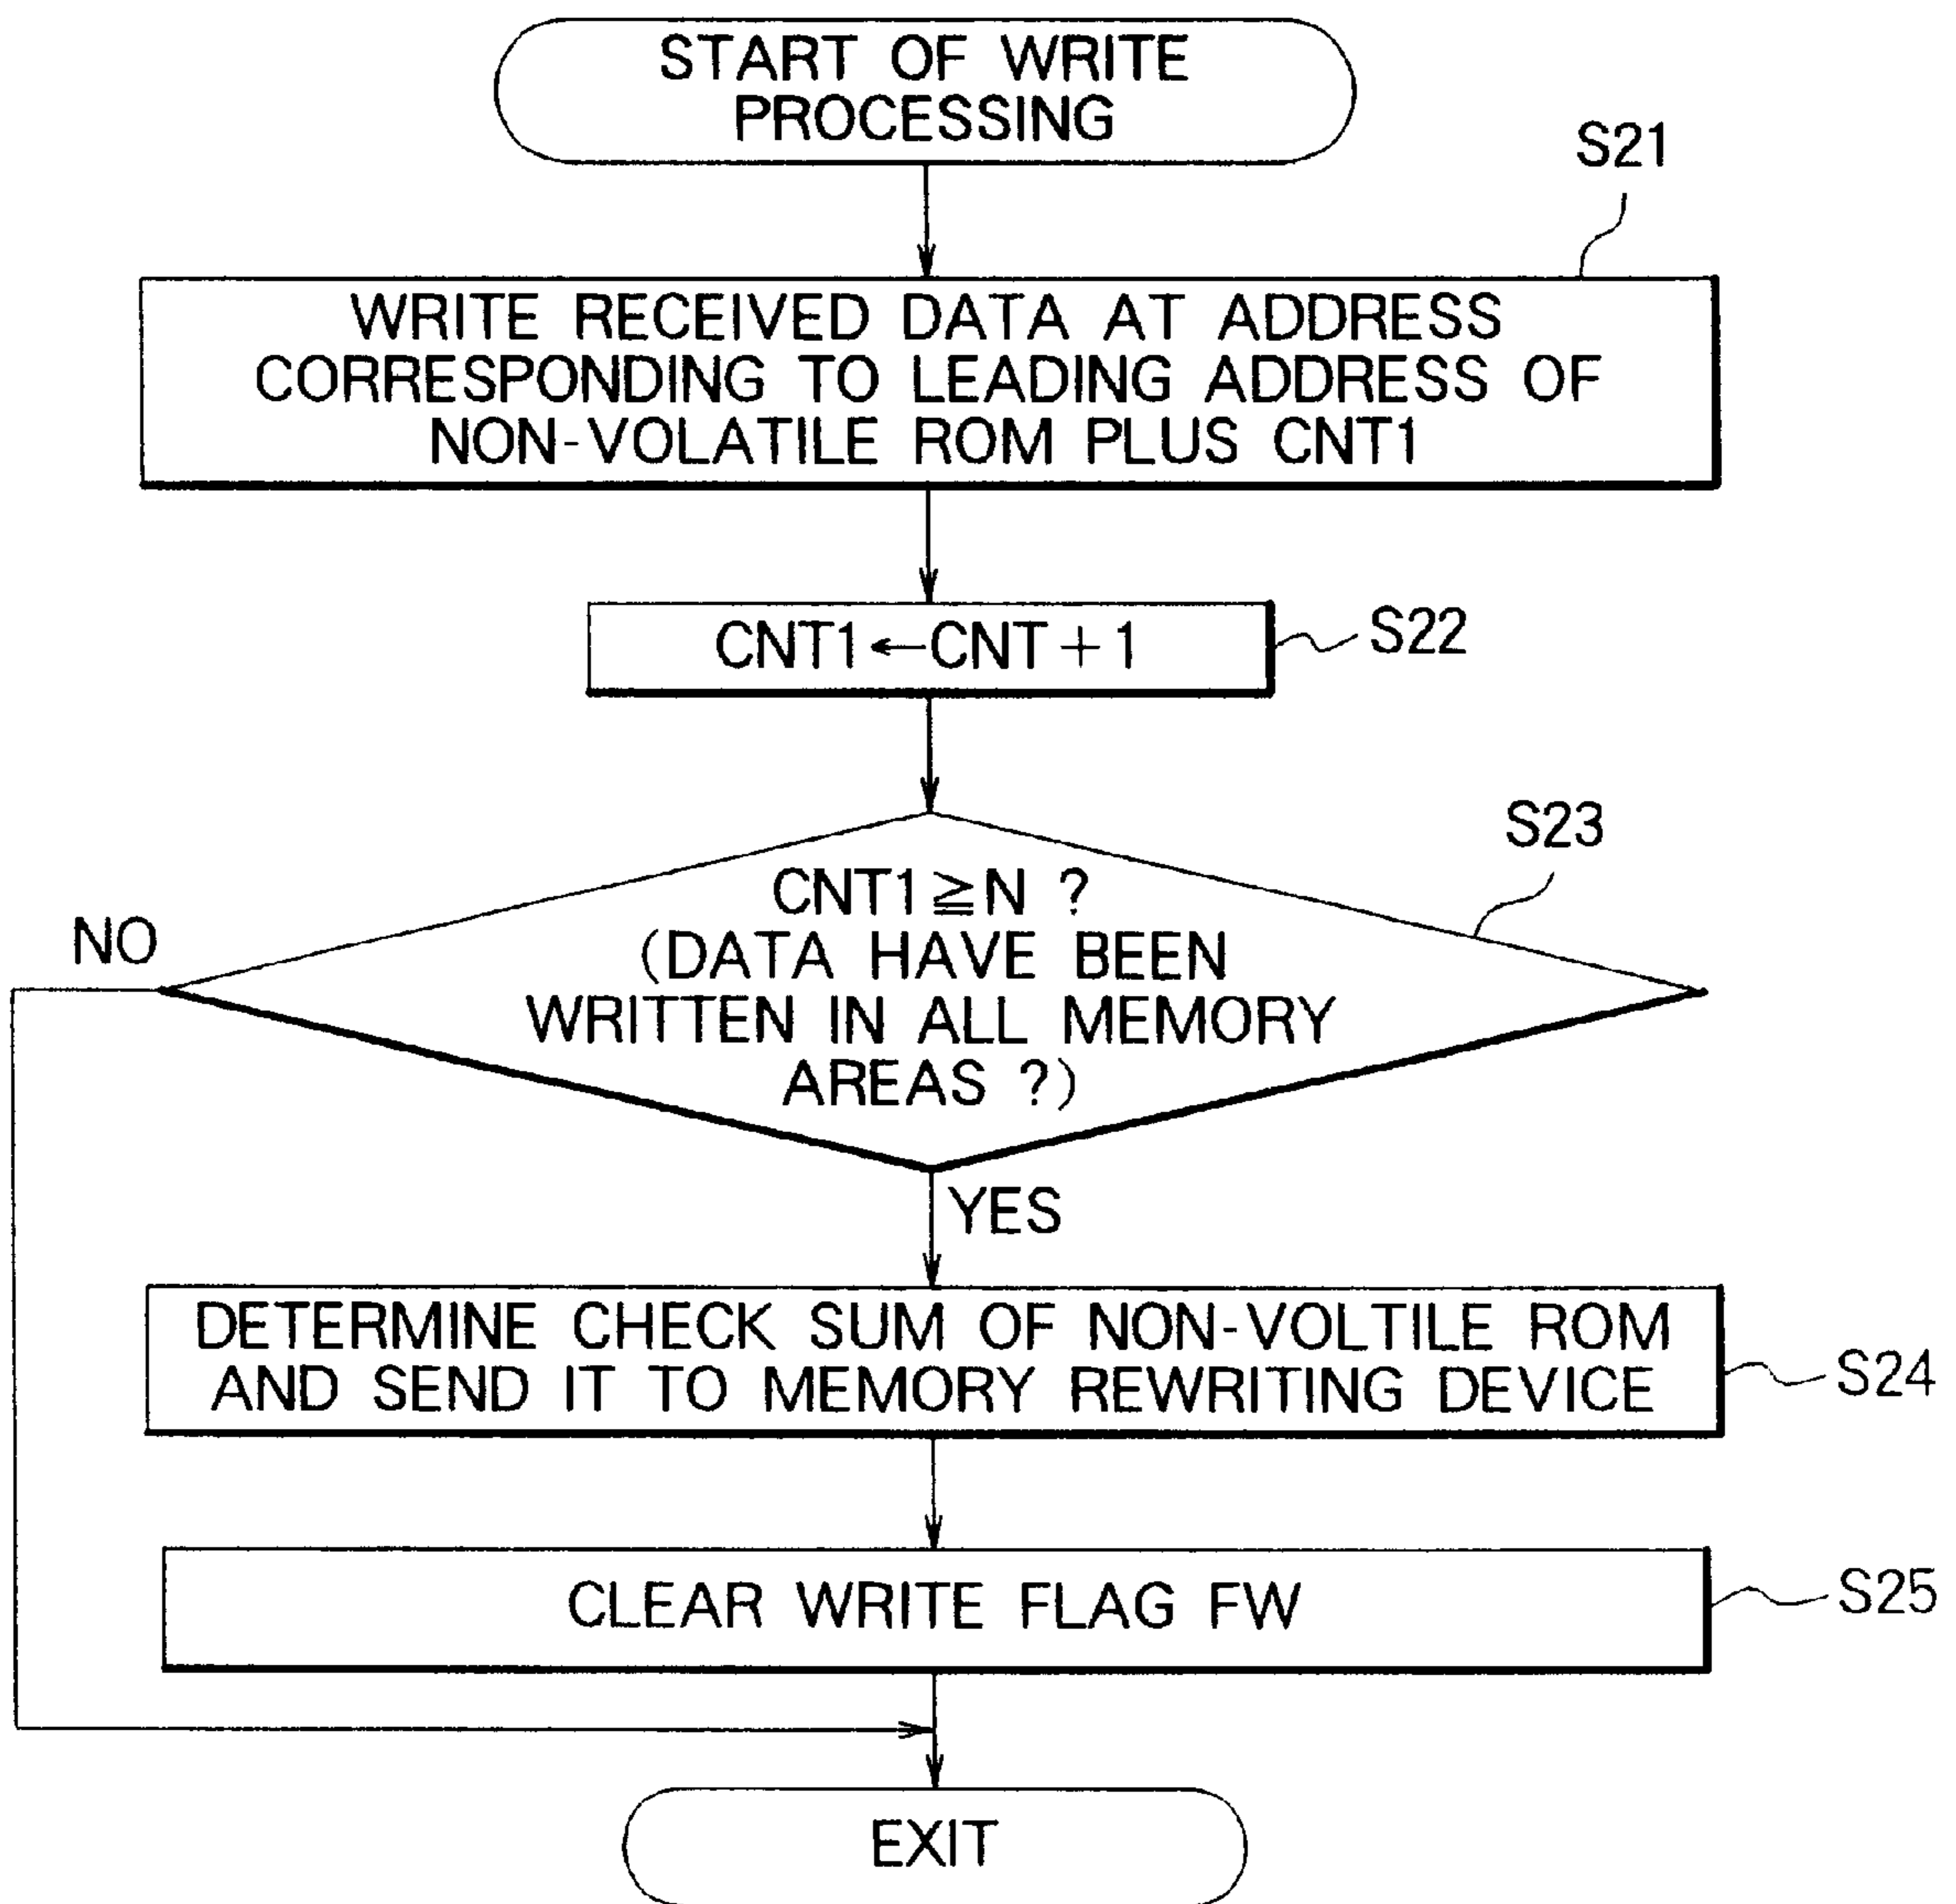 START OF WRITE
PROCESSING
S21
WRITE RECEIVED DATA AT ADDRESS
CORRESPONDING TO LEADING ADDRESS OF
NON-VOLATILE ROM PLUS CNT1
CNT1←CNT+1
S22
S23
CNT1≧N ?
(DATA HAVE BEEN
WRITTEN IN ALL MEMORY
AREAS ?)
NO
YES
DETERMINE CHECK SUM OF NON-VOLTILE ROM
AND SEND IT TO MEMORY REWRITING DEVICE
S24
CLEAR WRITE FLAG FW
S25
EXIT